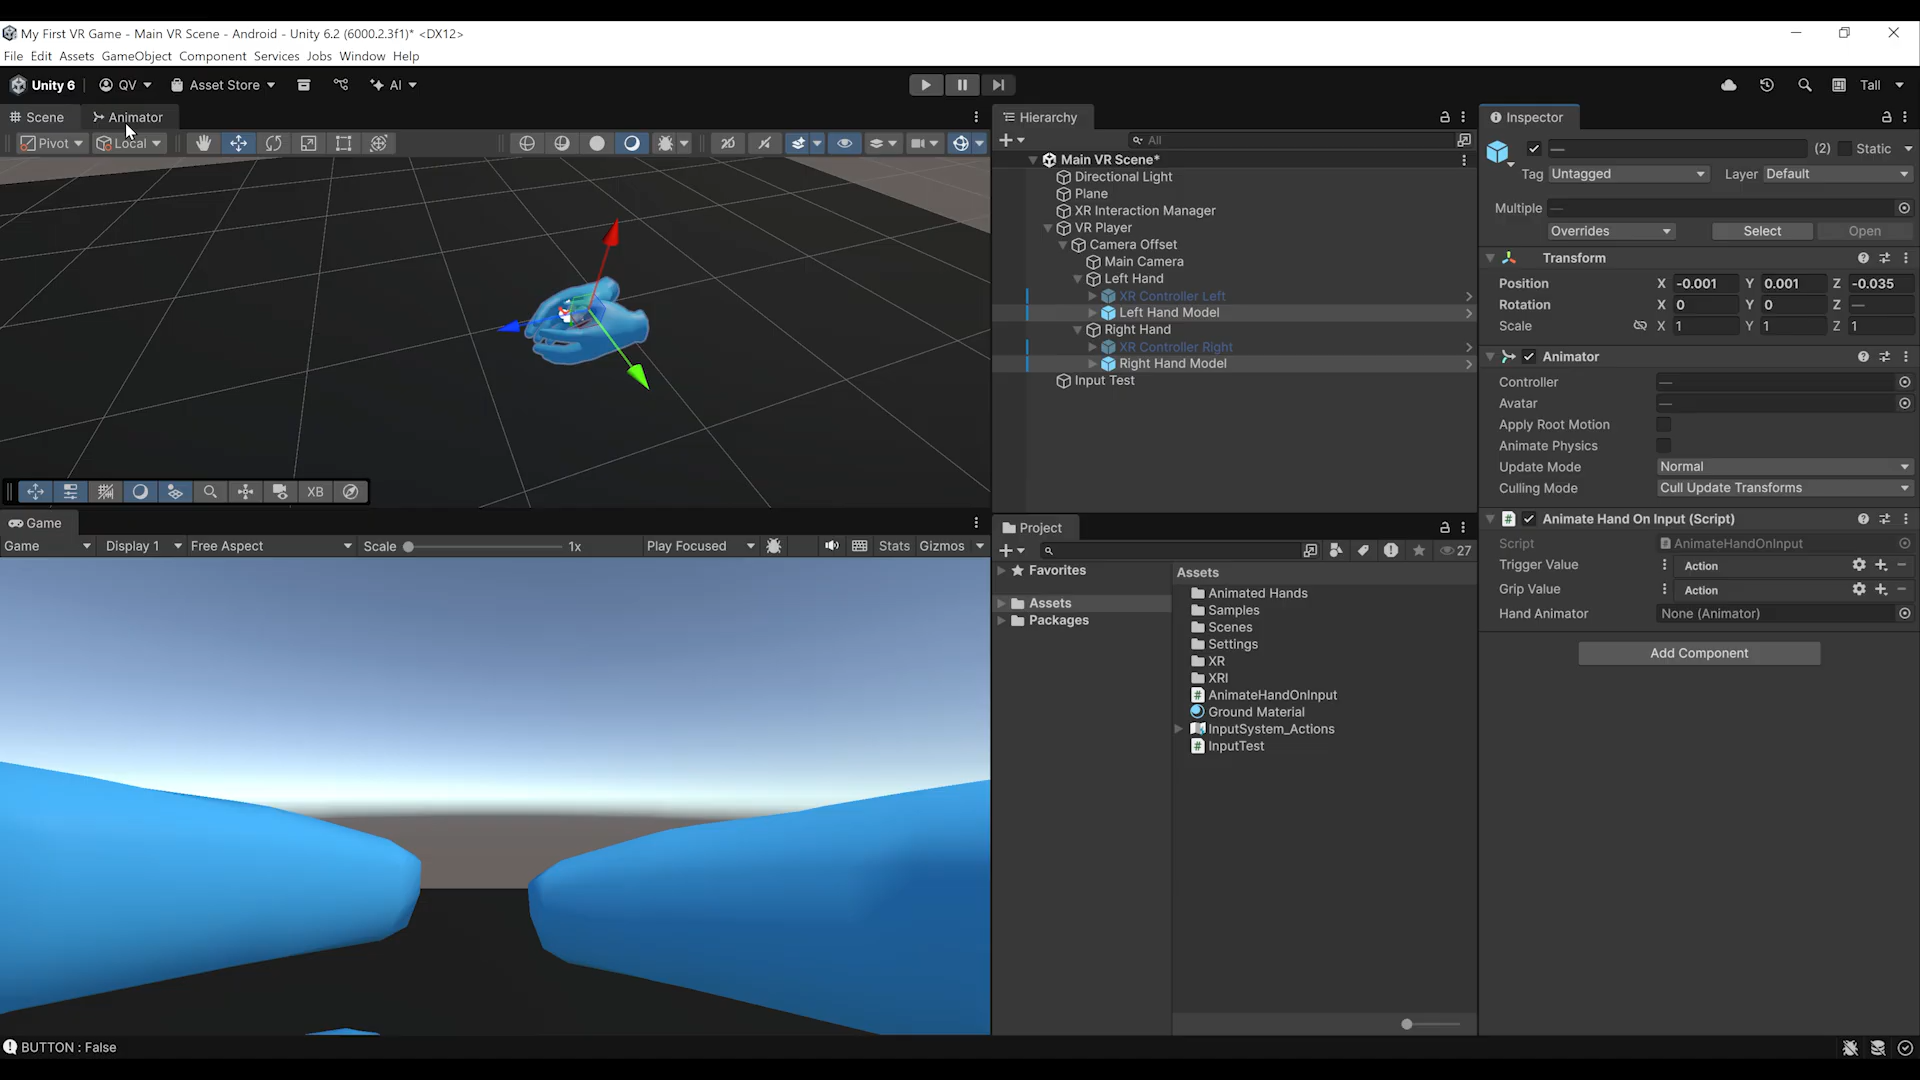 My First VR Game - Main VR Scene - Android - Unity 6.2 (6000.2.3f1)* <DX12>
File Edit Assets GameObject Component Services Jobs Window Help
Unity 6 QV Asset Store AI Tall
Scene Animator
Pivot Local
XB
Game
Game Display 1 Free Aspect Scale 1x Play Focused Stats Gizmos
Hierarchy
All
Main VR Scene*
Directional Light
Plane
XR Interaction Manager
VR Player
Camera Offset
Main Camera
Left Hand
XR Controller Left
Left Hand Model
Right Hand
XR Controller Right
Right Hand Model
Input Test
Project
27
Favorites
Assets
Packages
Assets
Animated Hands
Samples
Scenes
Settings
XR
XRI
AnimateHandOnInput
Ground Material
InputSystem_Actions
InputTest
Inspector
— (2) Static
Tag Untagged Layer Default
Multiple —
Overrides Select Open
Transform
Position X -0.001 Y 0.001 Z -0.035
Rotation X 0 Y 0 Z —
Scale X 1 Y 1 Z 1
Animator
Controller —
Avatar —
Apply Root Motion
Animate Physics
Update Mode Normal
Culling Mode Cull Update Transforms
Animate Hand On Input (Script)
Script AnimateHandOnInput
Trigger Value Action
Grip Value Action
Hand Animator None (Animator)
Add Component
BUTTON : False